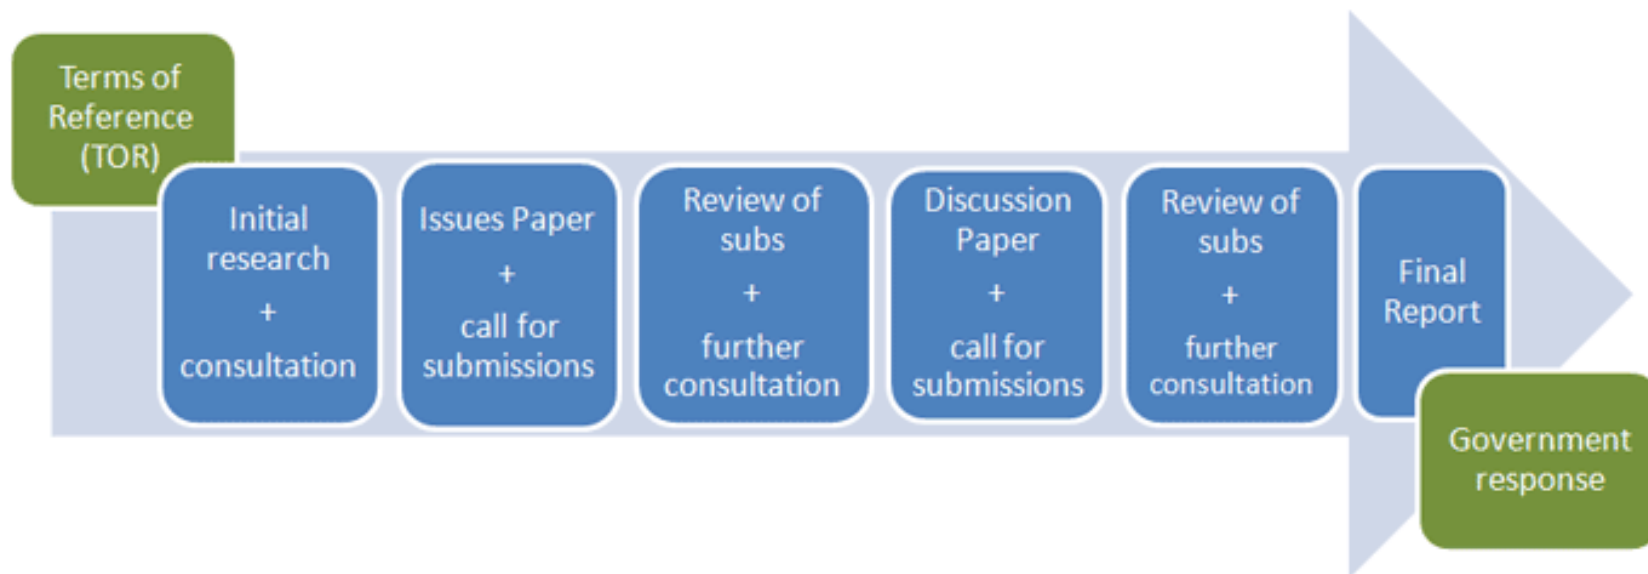 Terms of
Reference
(TOR)
Initial
research
+
consultation
Issues Paper
+
call for
submissions
Review of
subs
+
further
consultation
Discussion
Paper
+
call for
submissions
Review of
subs
+
further
consultation
Final
Report
Government
response